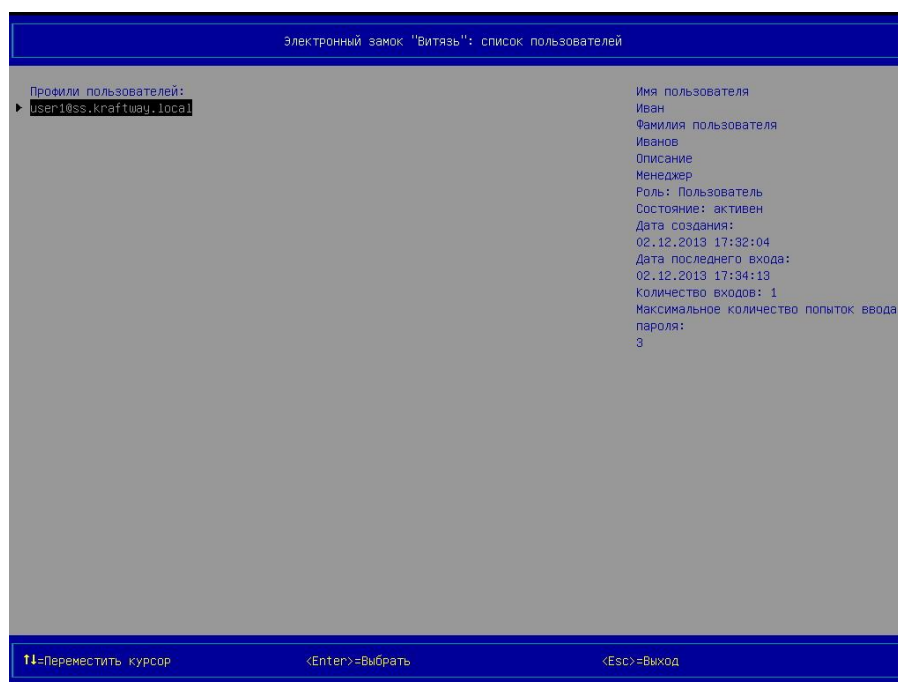 Электронный замок "Витязь": список пользователей
Профили пользователей:
user1@ss.kraftway.local
Имя пользователя
Иван
Фамилия пользователя
Иванов
Описание
Менеджер
Роль: Пользователь
Состояние: активен
Дата создания:
02.12.2013 17:32:04
Дата последнего входа:
02.12.2013 17:34:13
Количество входов: 1
Максимальное количество попыток ввода
пароля:
3
↑↓=Переместить курсор <Enter>=Выбрать <Esc>=Выход